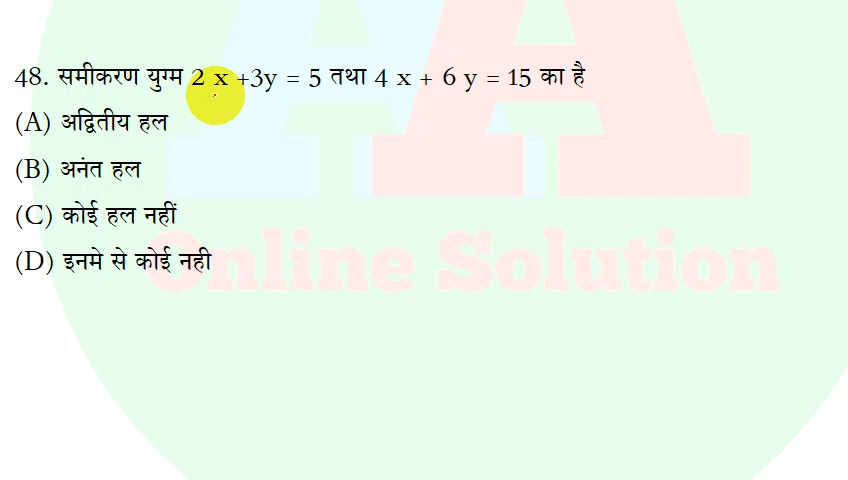 48. समीकरण युग्म 2 x +3y = 5 तथा 4 x + 6 y = 15 का है
(A) अद्वितीय हल
(B) अनंत हल
(C) कोई हल नहीं
(D) इनमे से कोई नही
AA
Online Solution